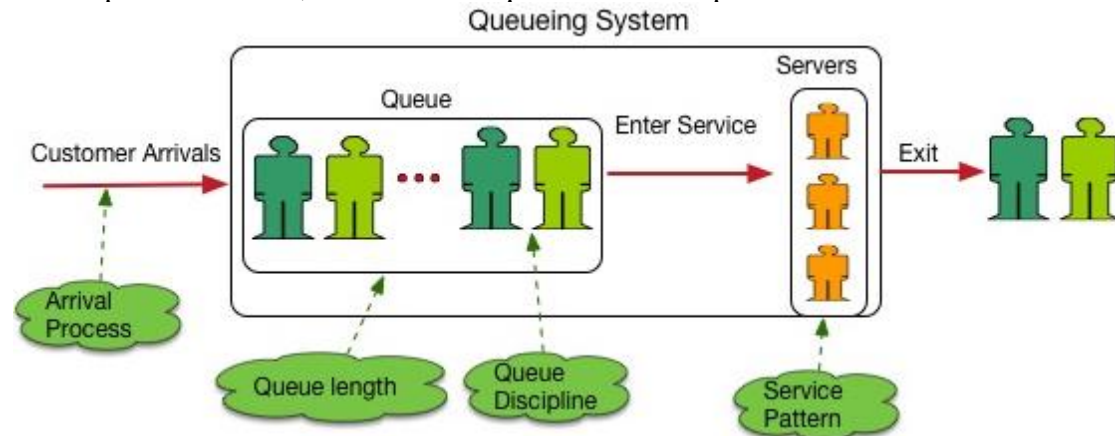 Queueing System
Servers
Queue
Enter Service
Customer Arrivals
Exit
Arrival
Process
Queue length
Queue
Discipline
Service
Pattern